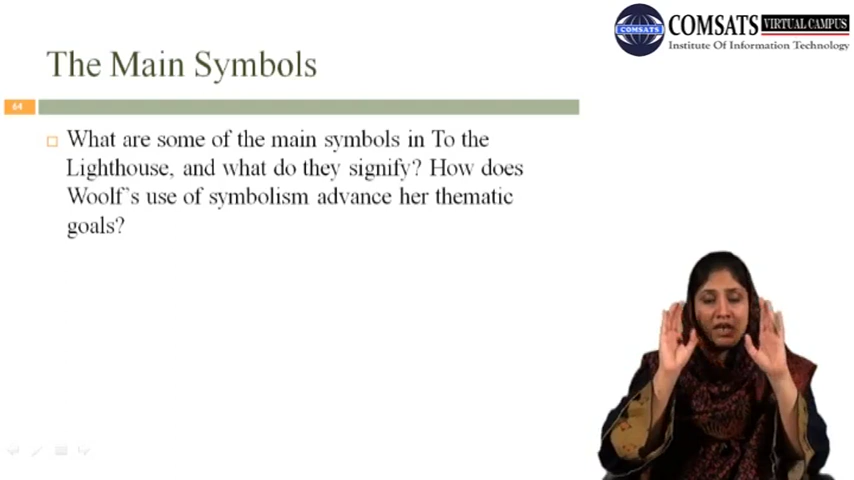 COMSATS VIRTUAL CAMPUS
COMSATS
Institute Of Information Technology
The Main Symbols
64
What are some of the main symbols in To the
Lighthouse, and what do they signify? How does
Woolf's use of symbolism advance her thematic
goals?